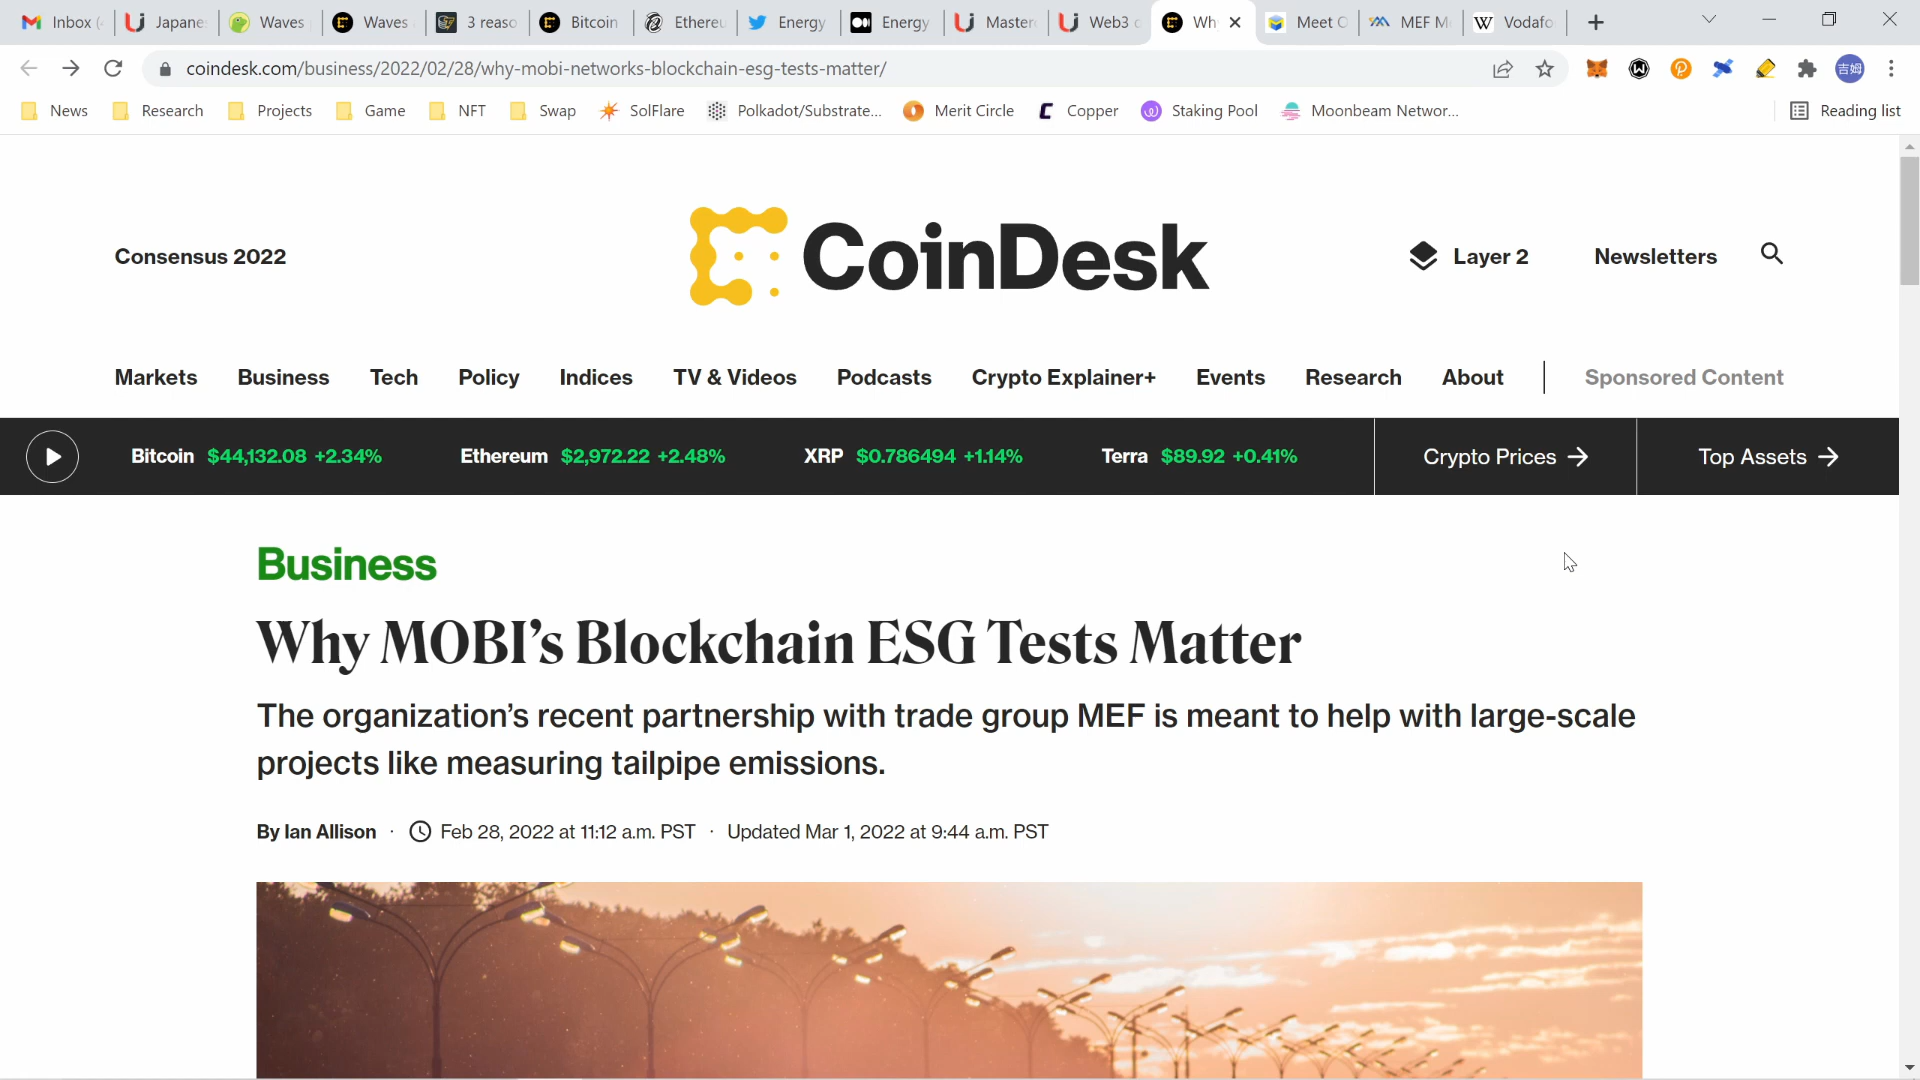 Inbox (
Japane
Waves
Waves
3 reaso
Bitcoin
Ethereu
Energy
Energy
Master
Web3 c
Wh
Meet C
MEF M
Vodafo
coindesk.com/business/2022/02/28/why-mobi-networks-blockchain-esg-tests-matter/
吉姆
News Research Projects Game NFT Swap SolFlare Polkadot/Substrate... Merit Circle Copper Staking Pool Moonbeam Networ... Reading list
Consensus 2022 CoinDesk Layer 2 Newsletters
Markets Business Tech Policy Indices TV & Videos Podcasts Crypto Explainer+ Events Research About Sponsored Content
Bitcoin $44,132.08 +2.34% Ethereum $2,972.22 +2.48% XRP $0.786494 +1.14% Terra $89.92 +0.41% Crypto Prices → Top Assets →
Business
Why MOBI’s Blockchain ESG Tests Matter
The organization’s recent partnership with trade group MEF is meant to help with large-scale
projects like measuring tailpipe emissions.
By Ian Allison · Feb 28, 2022 at 11:12 a.m. PST · Updated Mar 1, 2022 at 9:44 a.m. PST